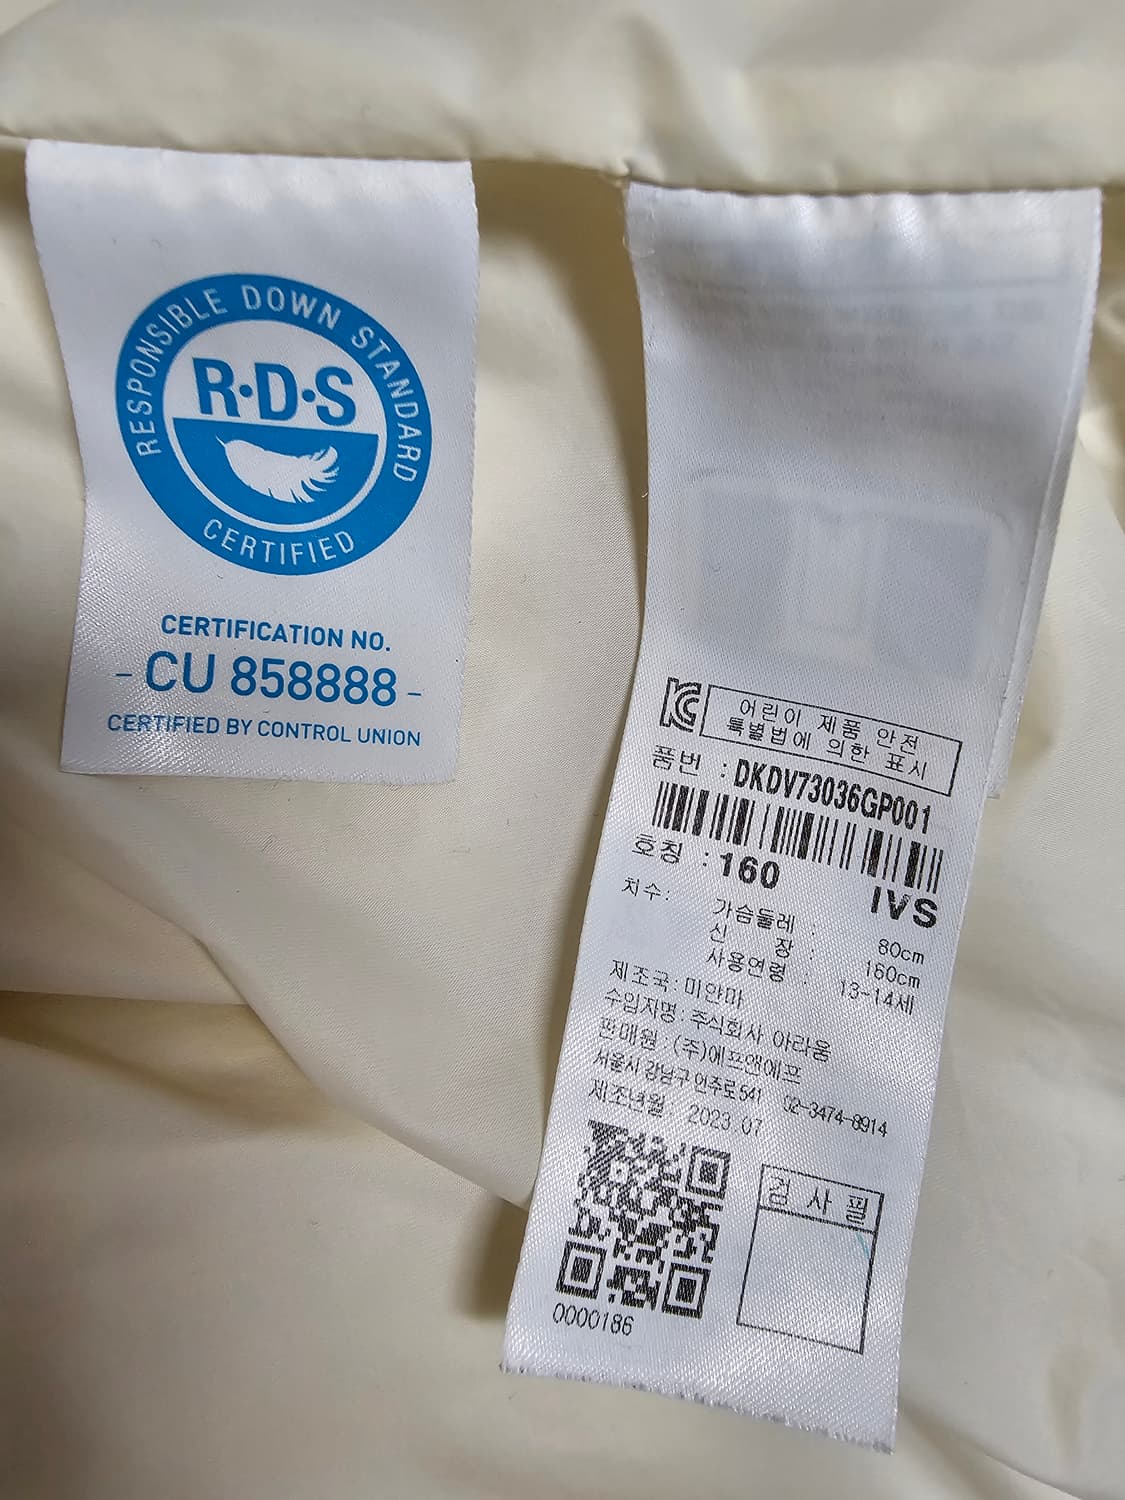 RESPONSIBLE DOWN STANDARD
R·D·S
CERTIFIED
CERTIFICATION NO.
- CU 858888 -
CERTIFIED BY CONTROL UNION
KC
어린이 제품 안전
특별법에 의한 표시
품번 : DKDV73036GP001
호칭 : 160
IVS
치수:
가슴둘레 : 80cm
신 장 : 160cm
사용연령 : 13-14세
제조국: 미얀마
수입자명: 주식회사 아라움
판매원 : (주)에프앤에프
서울시 강남구 언주로541 02-3474-8914
제조년월 2023.07
검 사 필
0000186